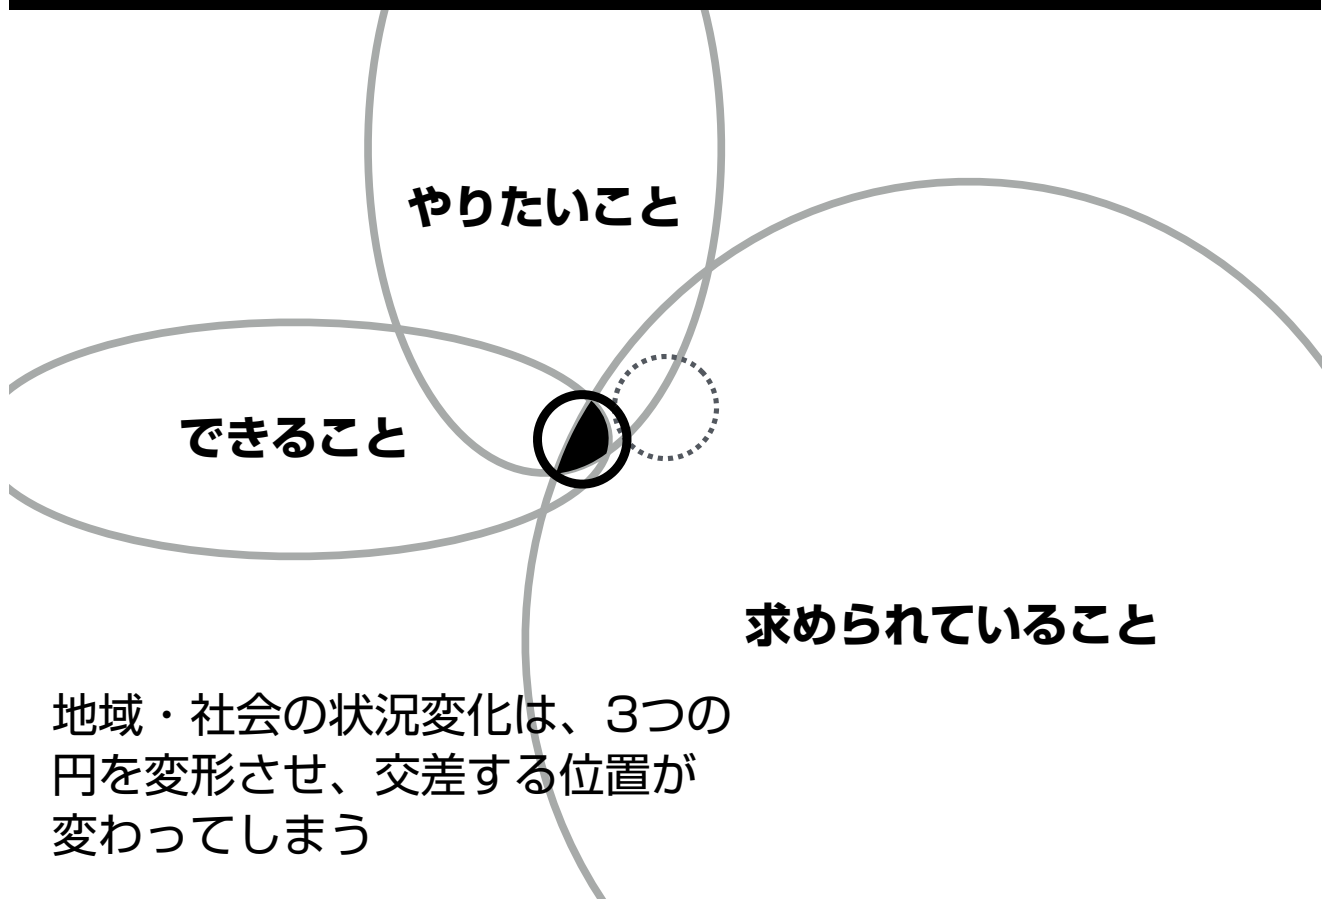 やりたいこと
できること
求められていること
地域・社会の状況変化は、3つの
円を変形させ、交差する位置が
変わってしまう